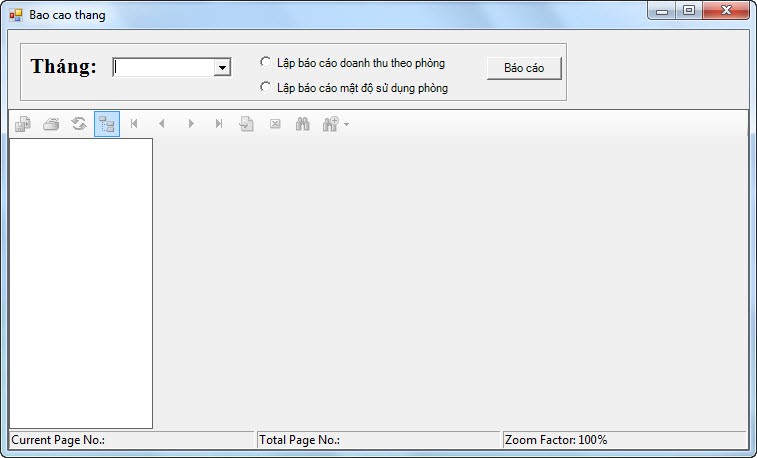 Bao cao thang
Tháng:
Lập báo cáo doanh thu theo phòng
Báo cáo
Lập báo cáo mật độ sử dụng phòng
Current Page No.:
Total Page No.:
Zoom Factor: 100%